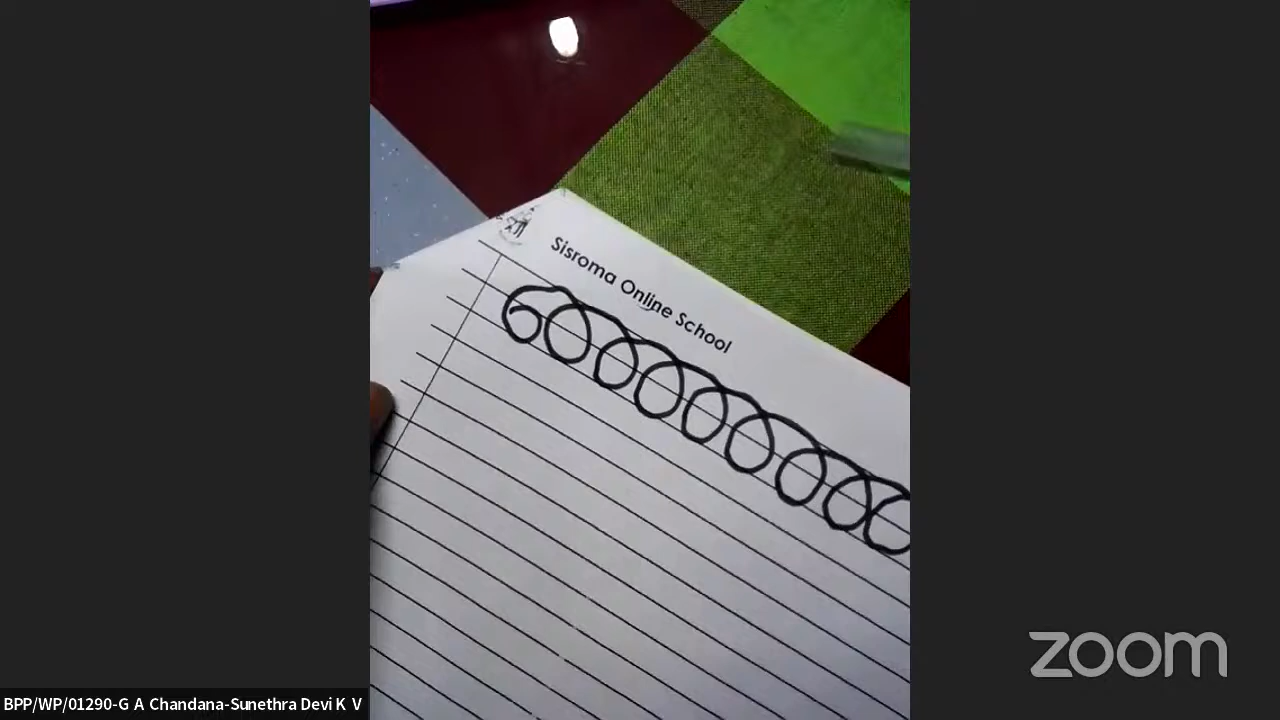 Sisroma Online School
zoom
BPP/WP/01290-G A Chandana-Sunethra Devi K V